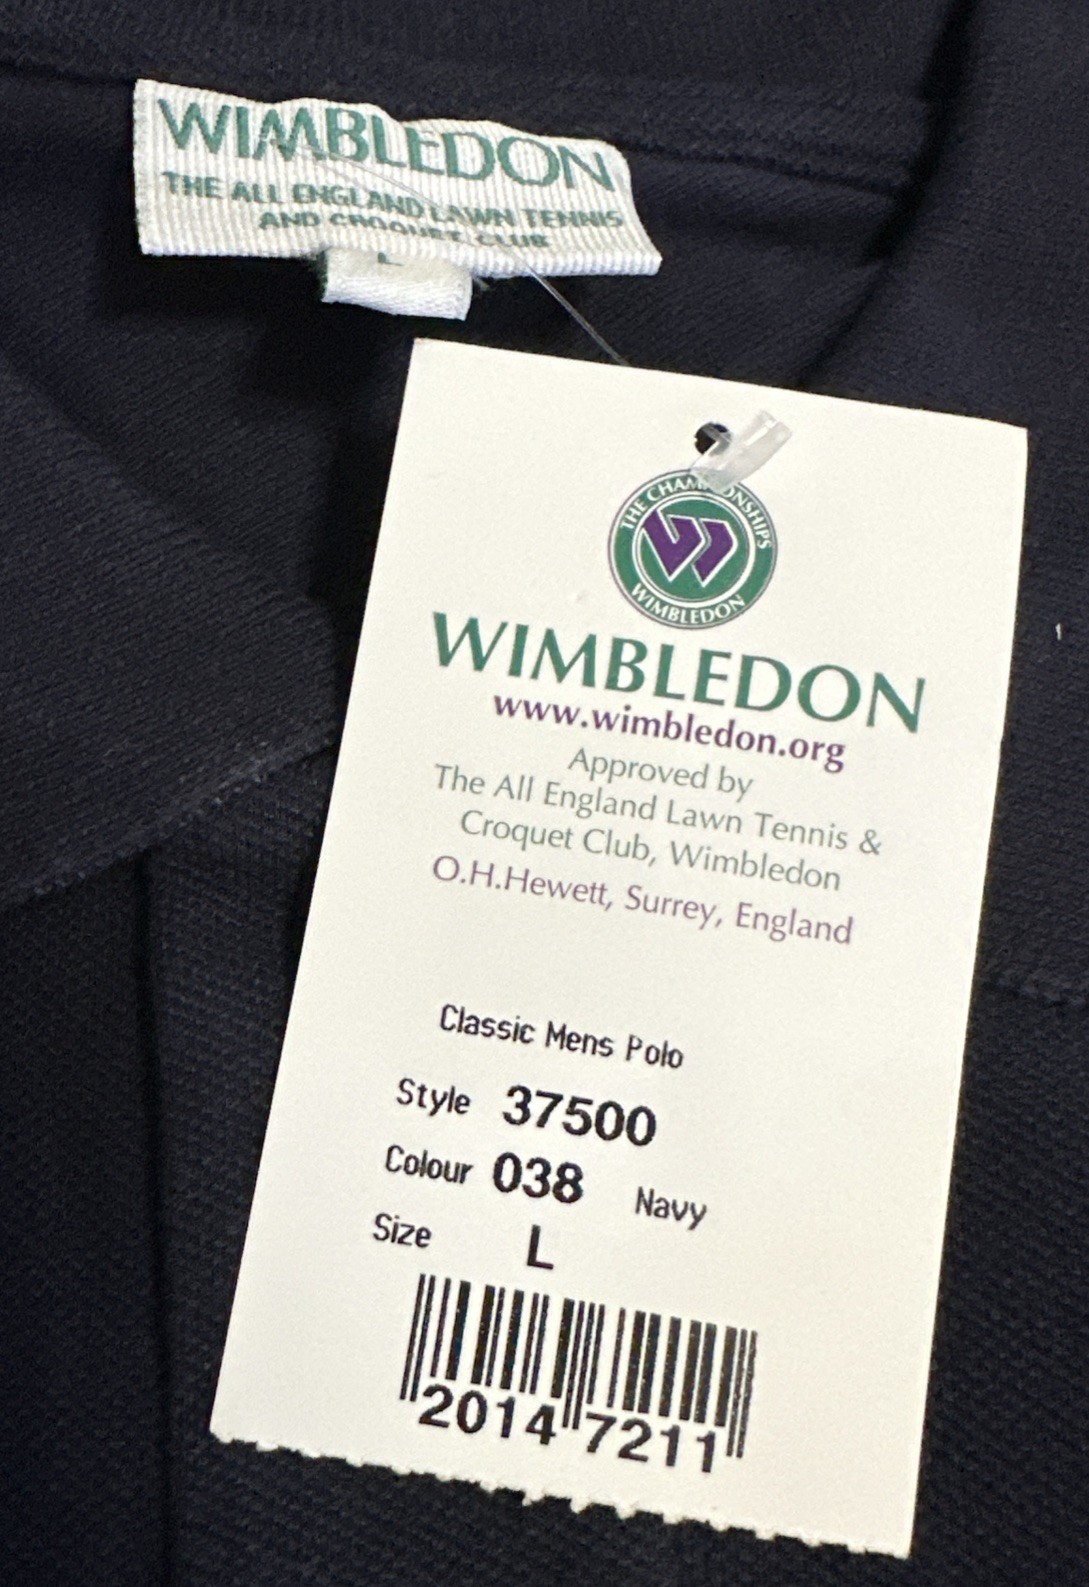 WIMBLEDON
THE ALL ENGLAND LAWN TENNIS
AND CROQUET CLUB
L
THE CHAMPIONSHIPS
WIMBLEDON
WIMBLEDON
www.wimbledon.org
Approved by
The All England Lawn Tennis &
Croquet Club, Wimbledon
O.H.Hewett, Surrey, England
Classic Mens Polo
Style 37500
Colour 038 Navy
Size L
2014 7211